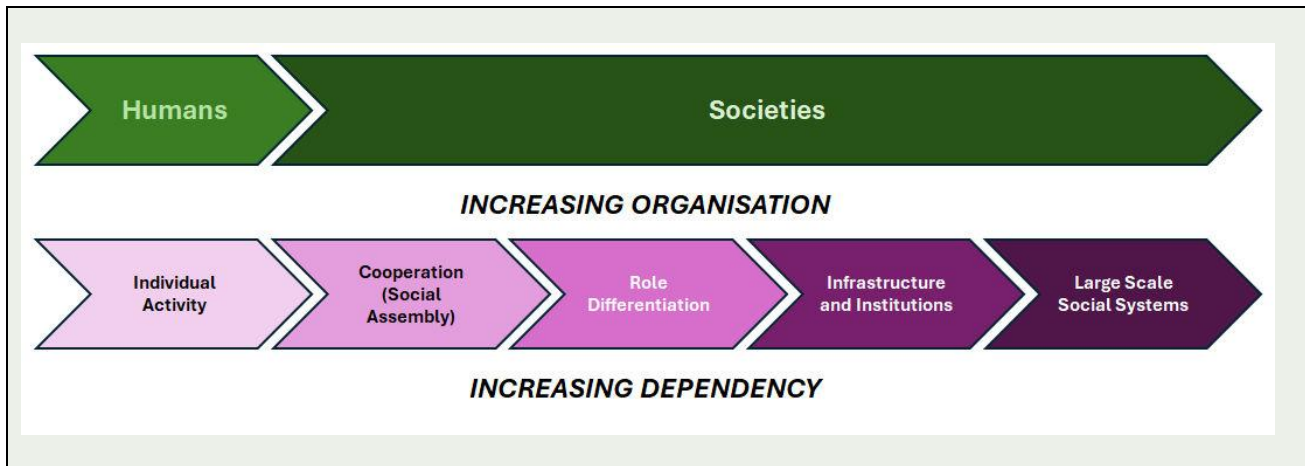 Humans
Societies
INCREASING ORGANISATION
Individual
Activity
Cooperation
(Social
Assembly)
Role
Differentiation
Infrastructure
and Institutions
Large Scale
Social Systems
INCREASING DEPENDENCY